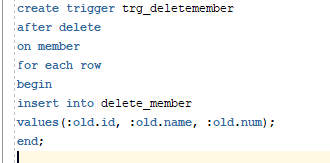 create trigger trg_deletemember
after delete
on member
for each row
begin
insert into delete_member
values(:old.id, :old.name, :old.num);
end;